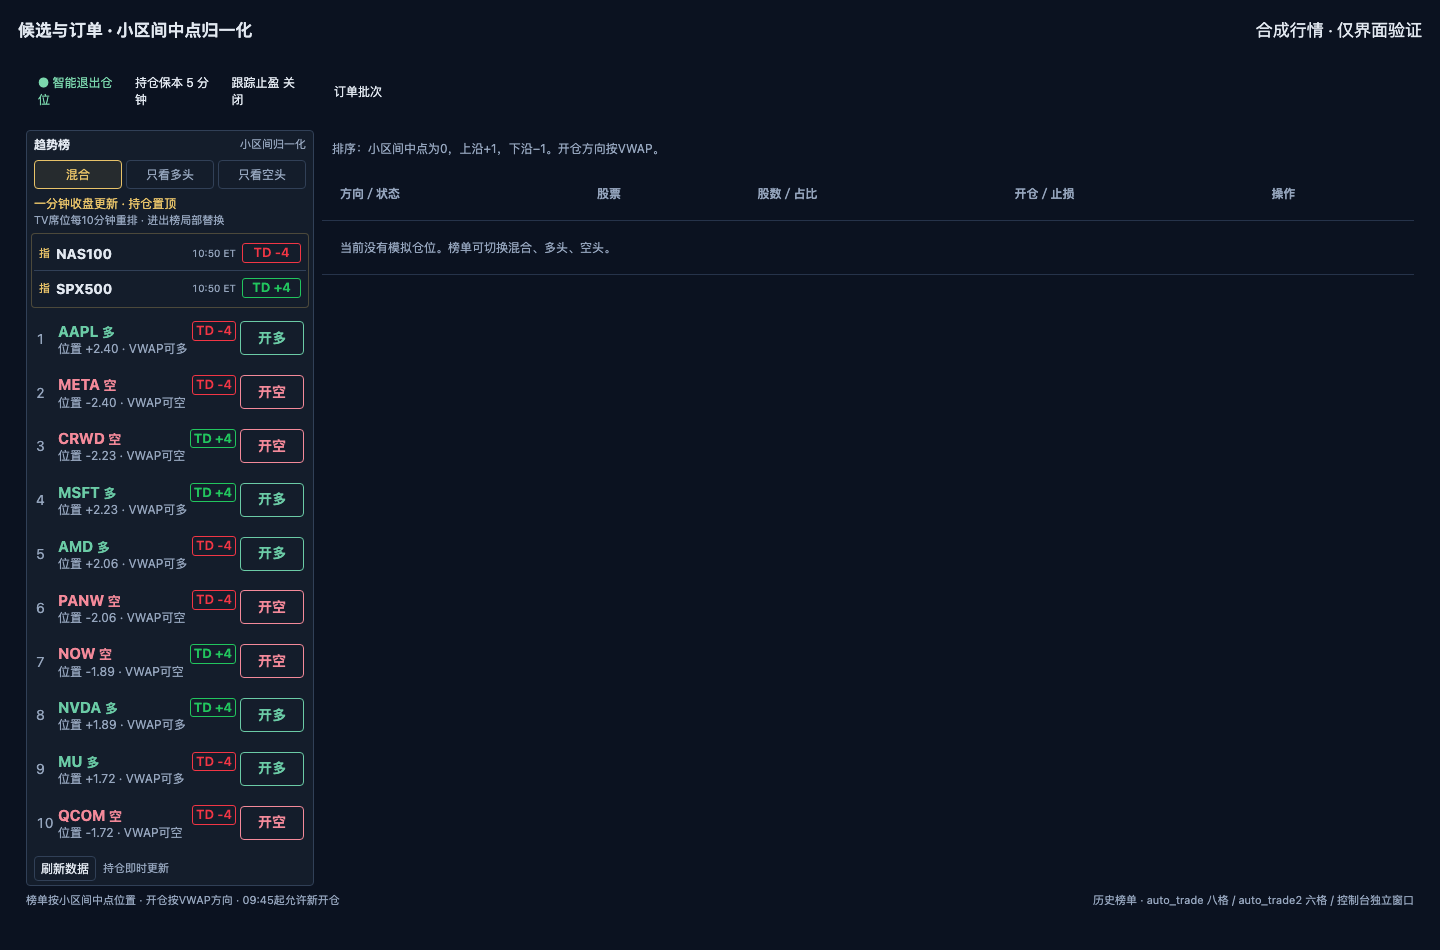 候选与订单 · 小区间中点归一化
合成行情 · 仅界面验证
● 智能退出仓位
持仓保本 5 分钟
跟踪止盈 关闭
订单批次
趋势榜
小区间归一化
混合
只看多头
只看空头
一分钟收盘更新 · 持仓置顶
TV席位每10分钟重排 · 进出榜局部替换
指 NAS100 10:50 ET TD -4
指 SPX500 10:50 ET TD +4
1 AAPL 多 TD -4 开多
位置 +2.40 · VWAP可多
2 META 空 TD -4 开空
位置 -2.40 · VWAP可空
3 CRWD 空 TD +4 开空
位置 -2.23 · VWAP可空
4 MSFT 多 TD +4 开多
位置 +2.23 · VWAP可多
5 AMD 多 TD -4 开多
位置 +2.06 · VWAP可多
6 PANW 空 TD -4 开空
位置 -2.06 · VWAP可空
7 NOW 空 TD +4 开空
位置 -1.89 · VWAP可空
8 NVDA 多 TD +4 开多
位置 +1.89 · VWAP可多
9 MU 多 TD -4 开多
位置 +1.72 · VWAP可多
10 QCOM 空 TD -4 开空
位置 -1.72 · VWAP可空
刷新数据 持仓即时更新
排序：小区间中点为0，上沿+1，下沿−1。开仓方向按VWAP。
方向 / 状态 股票 股数 / 占比 开仓 / 止损 操作
当前没有模拟仓位。榜单可切换混合、多头、空头。
榜单按小区间中点位置 · 开仓按VWAP方向 · 09:45起允许新开仓
历史榜单 · auto_trade 八格 / auto_trade2 六格 / 控制台独立窗口